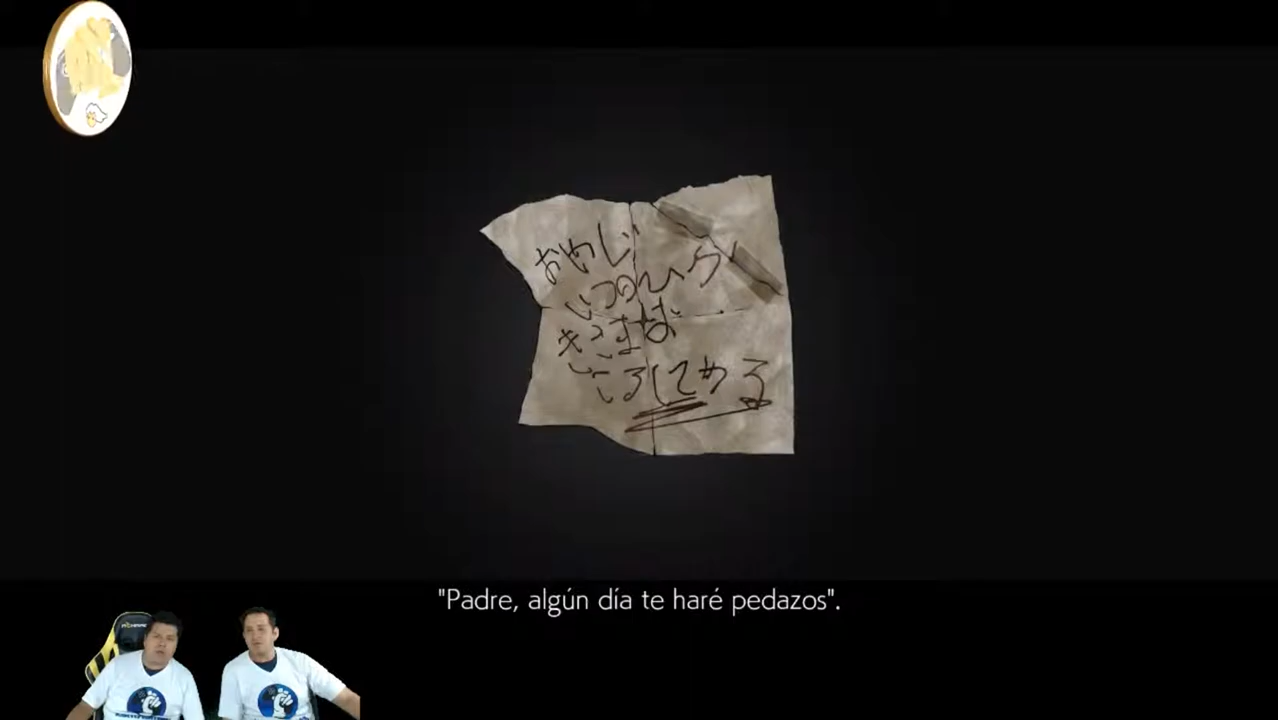 おやじ
いつのひか
きさまを
ころしてやる
"Padre, algún día te haré pedazos".